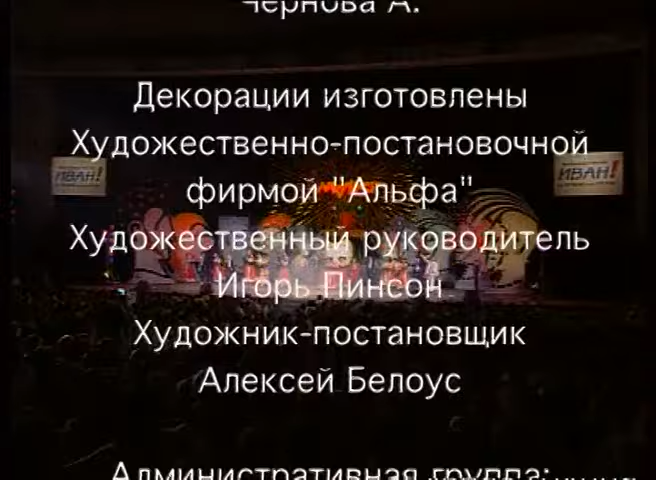 Чернова А.
Декорации изготовлены
Художественно-постановочной
фирмой "Альфа"
ИВАН!
ИВАН!
Художественный руководитель
Игорь Пинсон
Художник-постановщик
Алексей Белоус
Административная группа: